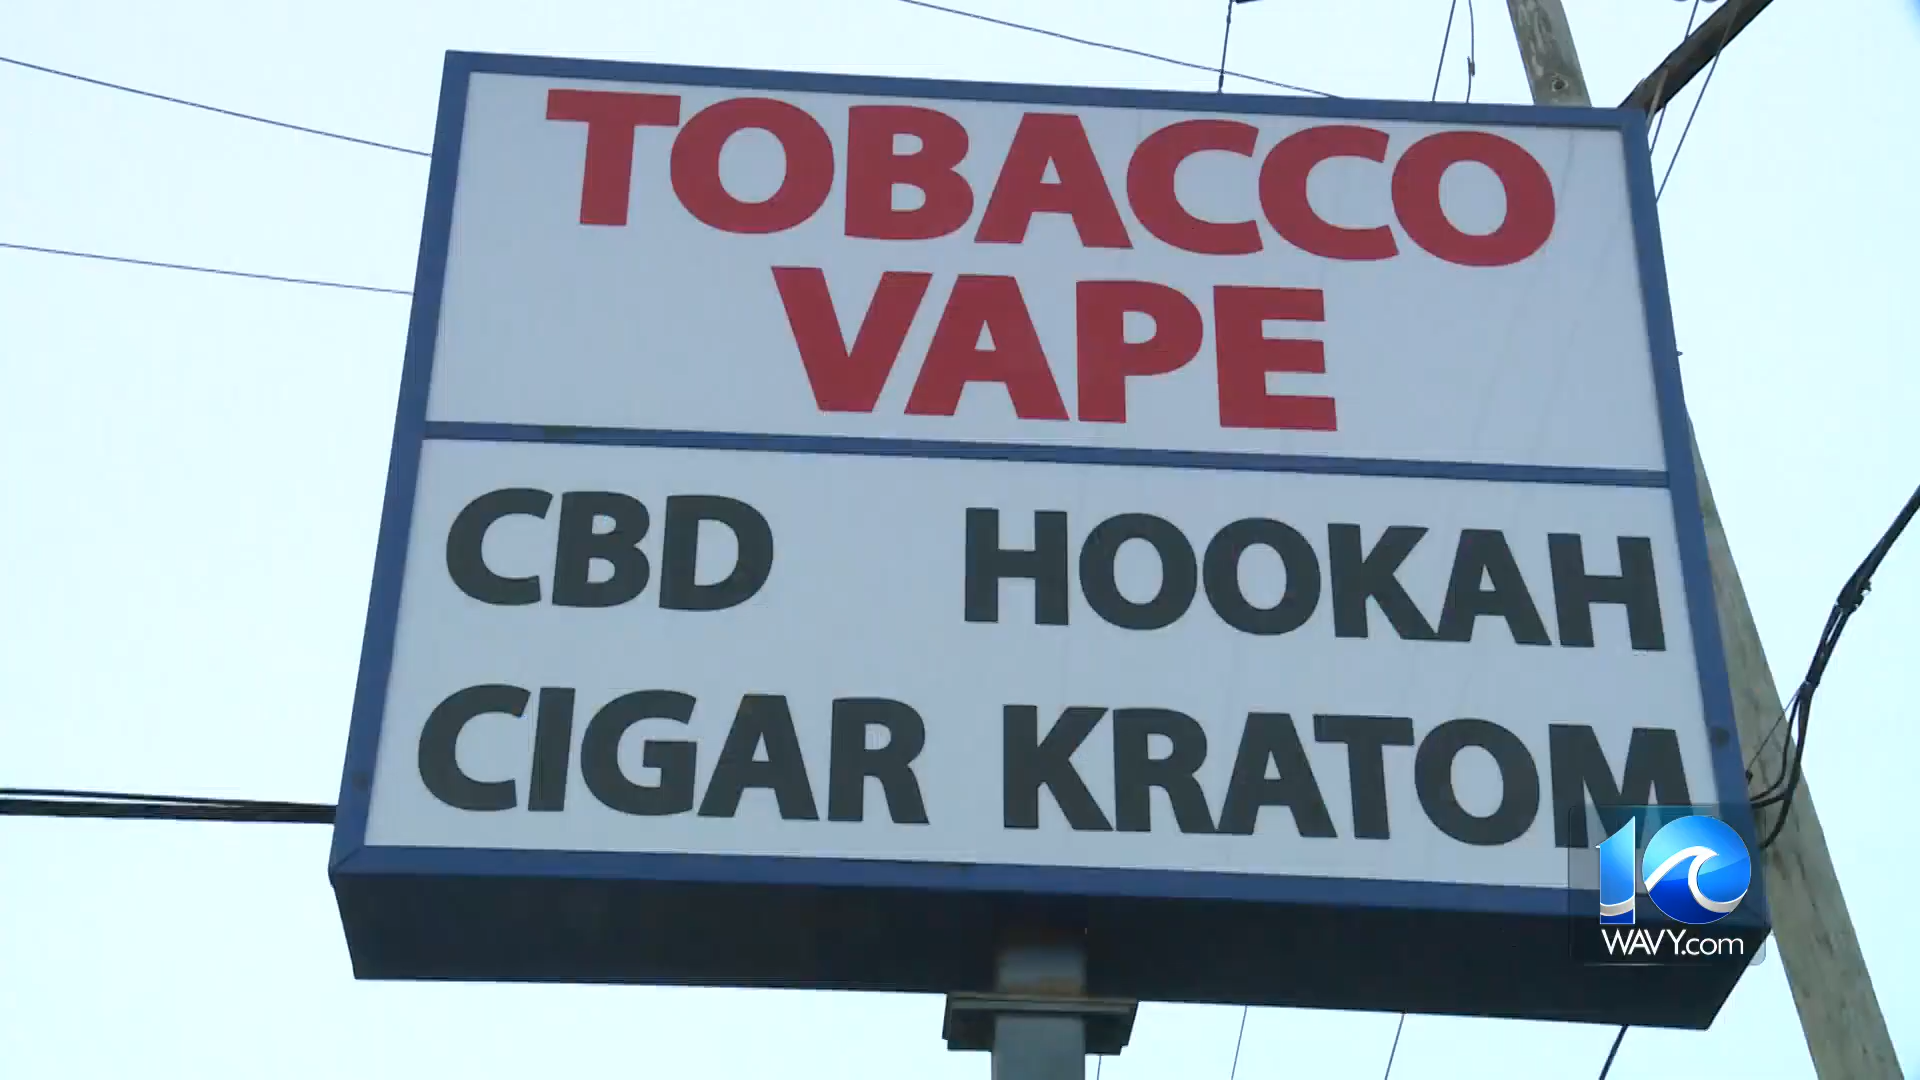 TOBACCO
VAPE
CBD HOOKAH
CIGAR KRATOM
10
WAVY.com